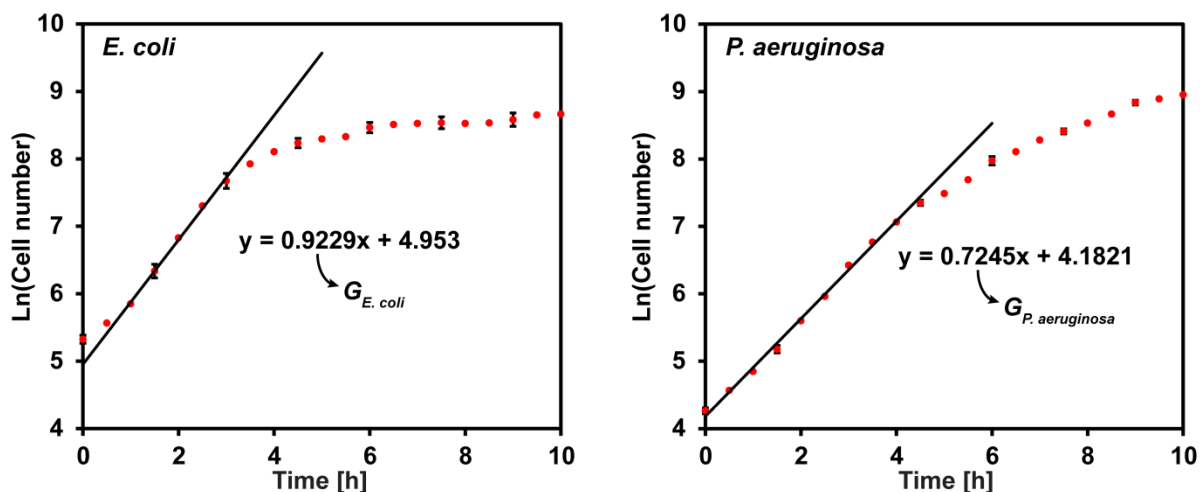 E. coli
Ln(Cell number)
10
9
8
7
6
5
4
y = 0.9229x + 4.953
G E. coli
0 2 4 6 8 10
Time [h]
P. aeruginosa
Ln(Cell number)
10
9
8
7
6
5
4
y = 0.7245x + 4.1821
G P. aeruginosa
0 2 4 6 8 10
Time [h]